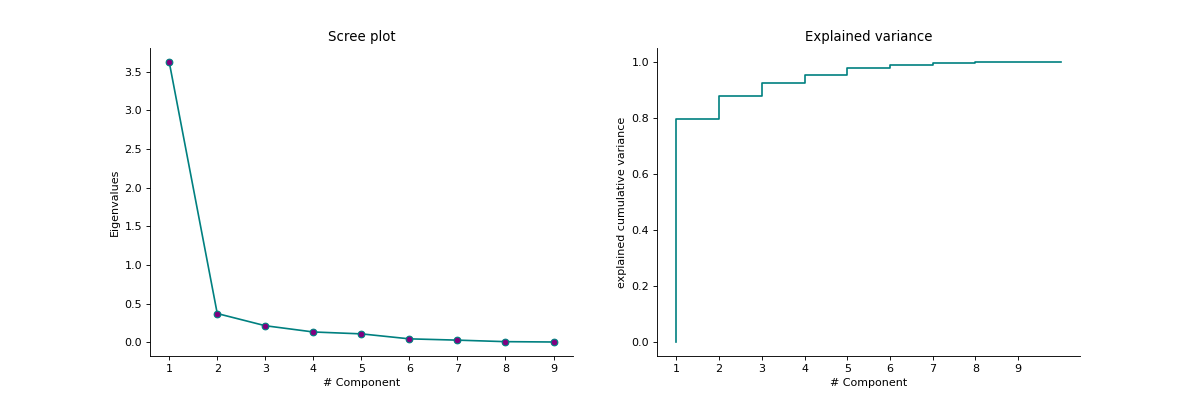 Scree plot
Eigenvalues
3.5
3.0
2.5
2.0
1.5
1.0
0.5
0.0
1 2 3 4 5 6 7 8 9
# Component
Explained variance
explained cumulative variance
1.0
0.8
0.6
0.4
0.2
0.0
1 2 3 4 5 6 7 8 9
# Component